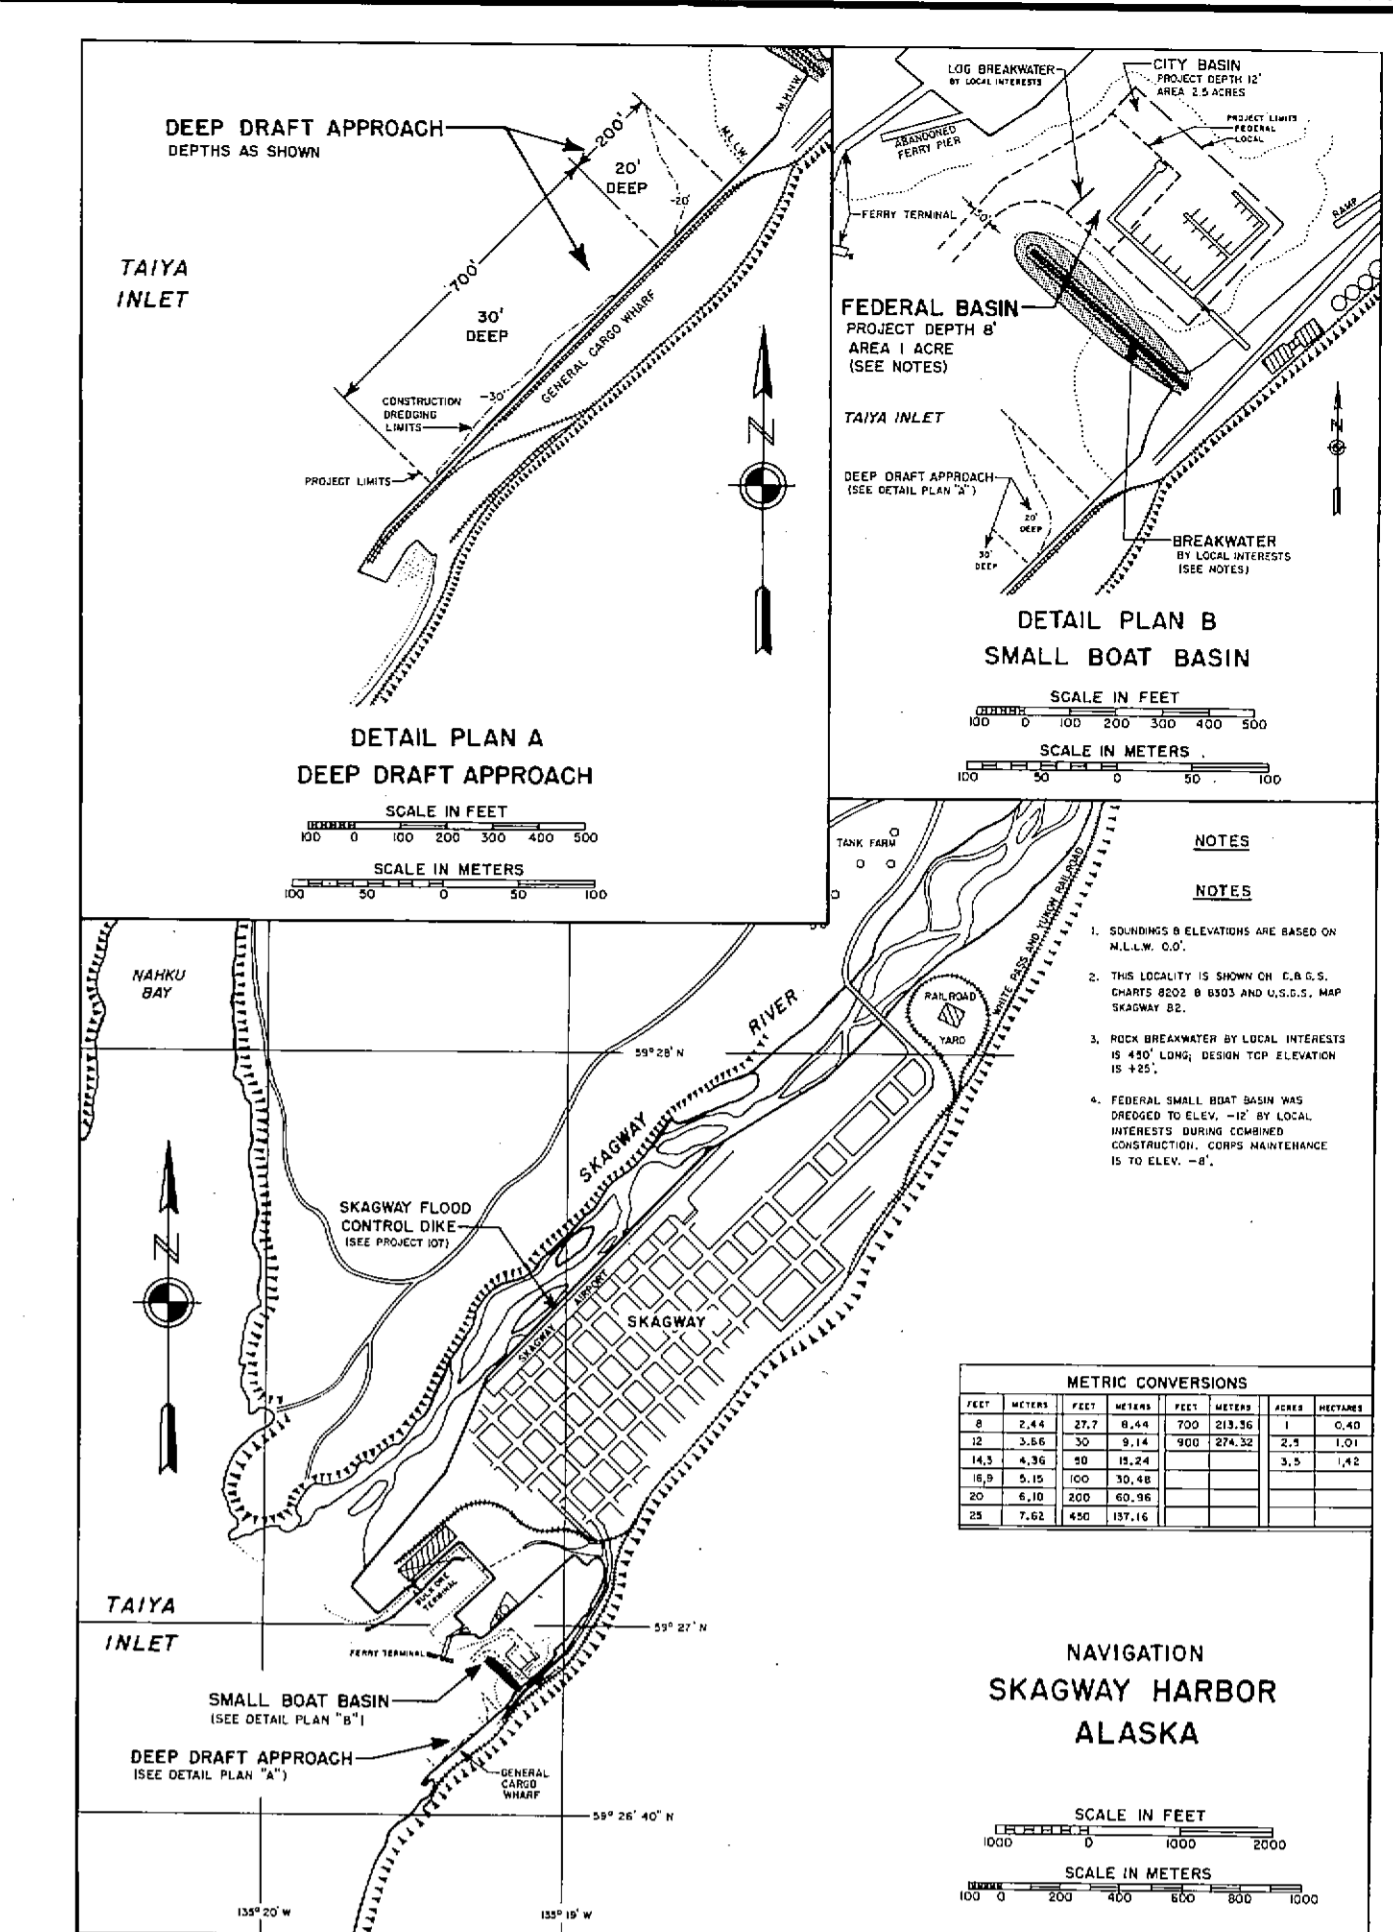 DEEP DRAFT APPROACH
DEPTHS AS SHOWN
200'
20'
DEEP
-20'
M.L.L.W.
M.H.H.W.
TAIYA
INLET
700'
30'
DEEP
GENERAL CARGO WHARF
-30'
CONSTRUCTION
DREDGING
LIMITS
PROJECT LIMITS
N
DETAIL PLAN A
DEEP DRAFT APPROACH
SCALE IN FEET
100 0 100 200 300 400 500
SCALE IN METERS
100 50 0 50 100
LOG BREAKWATER
BY LOCAL INTERESTS
CITY BASIN
PROJECT DEPTH 12'
AREA 2.5 ACRES
PROJECT LIMITS
FEDERAL
LOCAL
ABANDONED
FERRY PIER
FERRY TERMINAL
50'
RAMP
FEDERAL BASIN
PROJECT DEPTH 8'
AREA 1 ACRE
(SEE NOTES)
TAIYA INLET
N
DEEP DRAFT APPROACH
(SEE DETAIL PLAN "A")
20'
DEEP
30'
DEEP
BREAKWATER
BY LOCAL INTERESTS
(SEE NOTES)
DETAIL PLAN B
SMALL BOAT BASIN
SCALE IN FEET
100 0 100 200 300 400 500
SCALE IN METERS
100 50 0 50 100
TANK FARM
WHITE PASS AND YUKON RAILROAD
RAILROAD
YARD
NAHKU
BAY
SKAGWAY RIVER
59° 28' N
SKAGWAY FLOOD
CONTROL DIKE
(SEE PROJECT 107)
SKAGWAY AIRPORT
SKAGWAY
N
NOTES
NOTES
1. SOUNDINGS & ELEVATIONS ARE BASED ON
M.L.L.W. 0.0'.
2. THIS LOCALITY IS SHOWN ON C.& G.S.
CHARTS 8202 & 8303 AND U.S.G.S. MAP
SKAGWAY B2.
3. ROCK BREAKWATER BY LOCAL INTERESTS
IS 450' LONG; DESIGN TOP ELEVATION
IS +25'.
4. FEDERAL SMALL BOAT BASIN WAS
DREDGED TO ELEV. -12' BY LOCAL
INTERESTS DURING COMBINED
CONSTRUCTION. CORPS MAINTENANCE
IS TO ELEV. -8'.
METRIC CONVERSIONS
FEET METERS FEET METERS FEET METERS ACRES HECTARES
8 2.44 27.7 8.44 700 213.36 1 0.40
12 3.66 30 9.14 900 274.32 2.5 1.01
14.3 4.36 50 15.24 3.5 1.42
16.9 5.15 100 30.48
20 6.10 200 60.96
25 7.62 450 137.16
BULK ORE
TERMINAL
TAIYA
INLET
59° 27' N
FERRY TERMINAL
SMALL BOAT BASIN
(SEE DETAIL PLAN "B")
DEEP DRAFT APPROACH
(SEE DETAIL PLAN "A")
GENERAL
CARGO
WHARF
59° 26' 40" N
135° 20' W
135° 19' W
NAVIGATION
SKAGWAY HARBOR
ALASKA
SCALE IN FEET
1000 0 1000 2000
SCALE IN METERS
100 0 200 400 600 800 1000